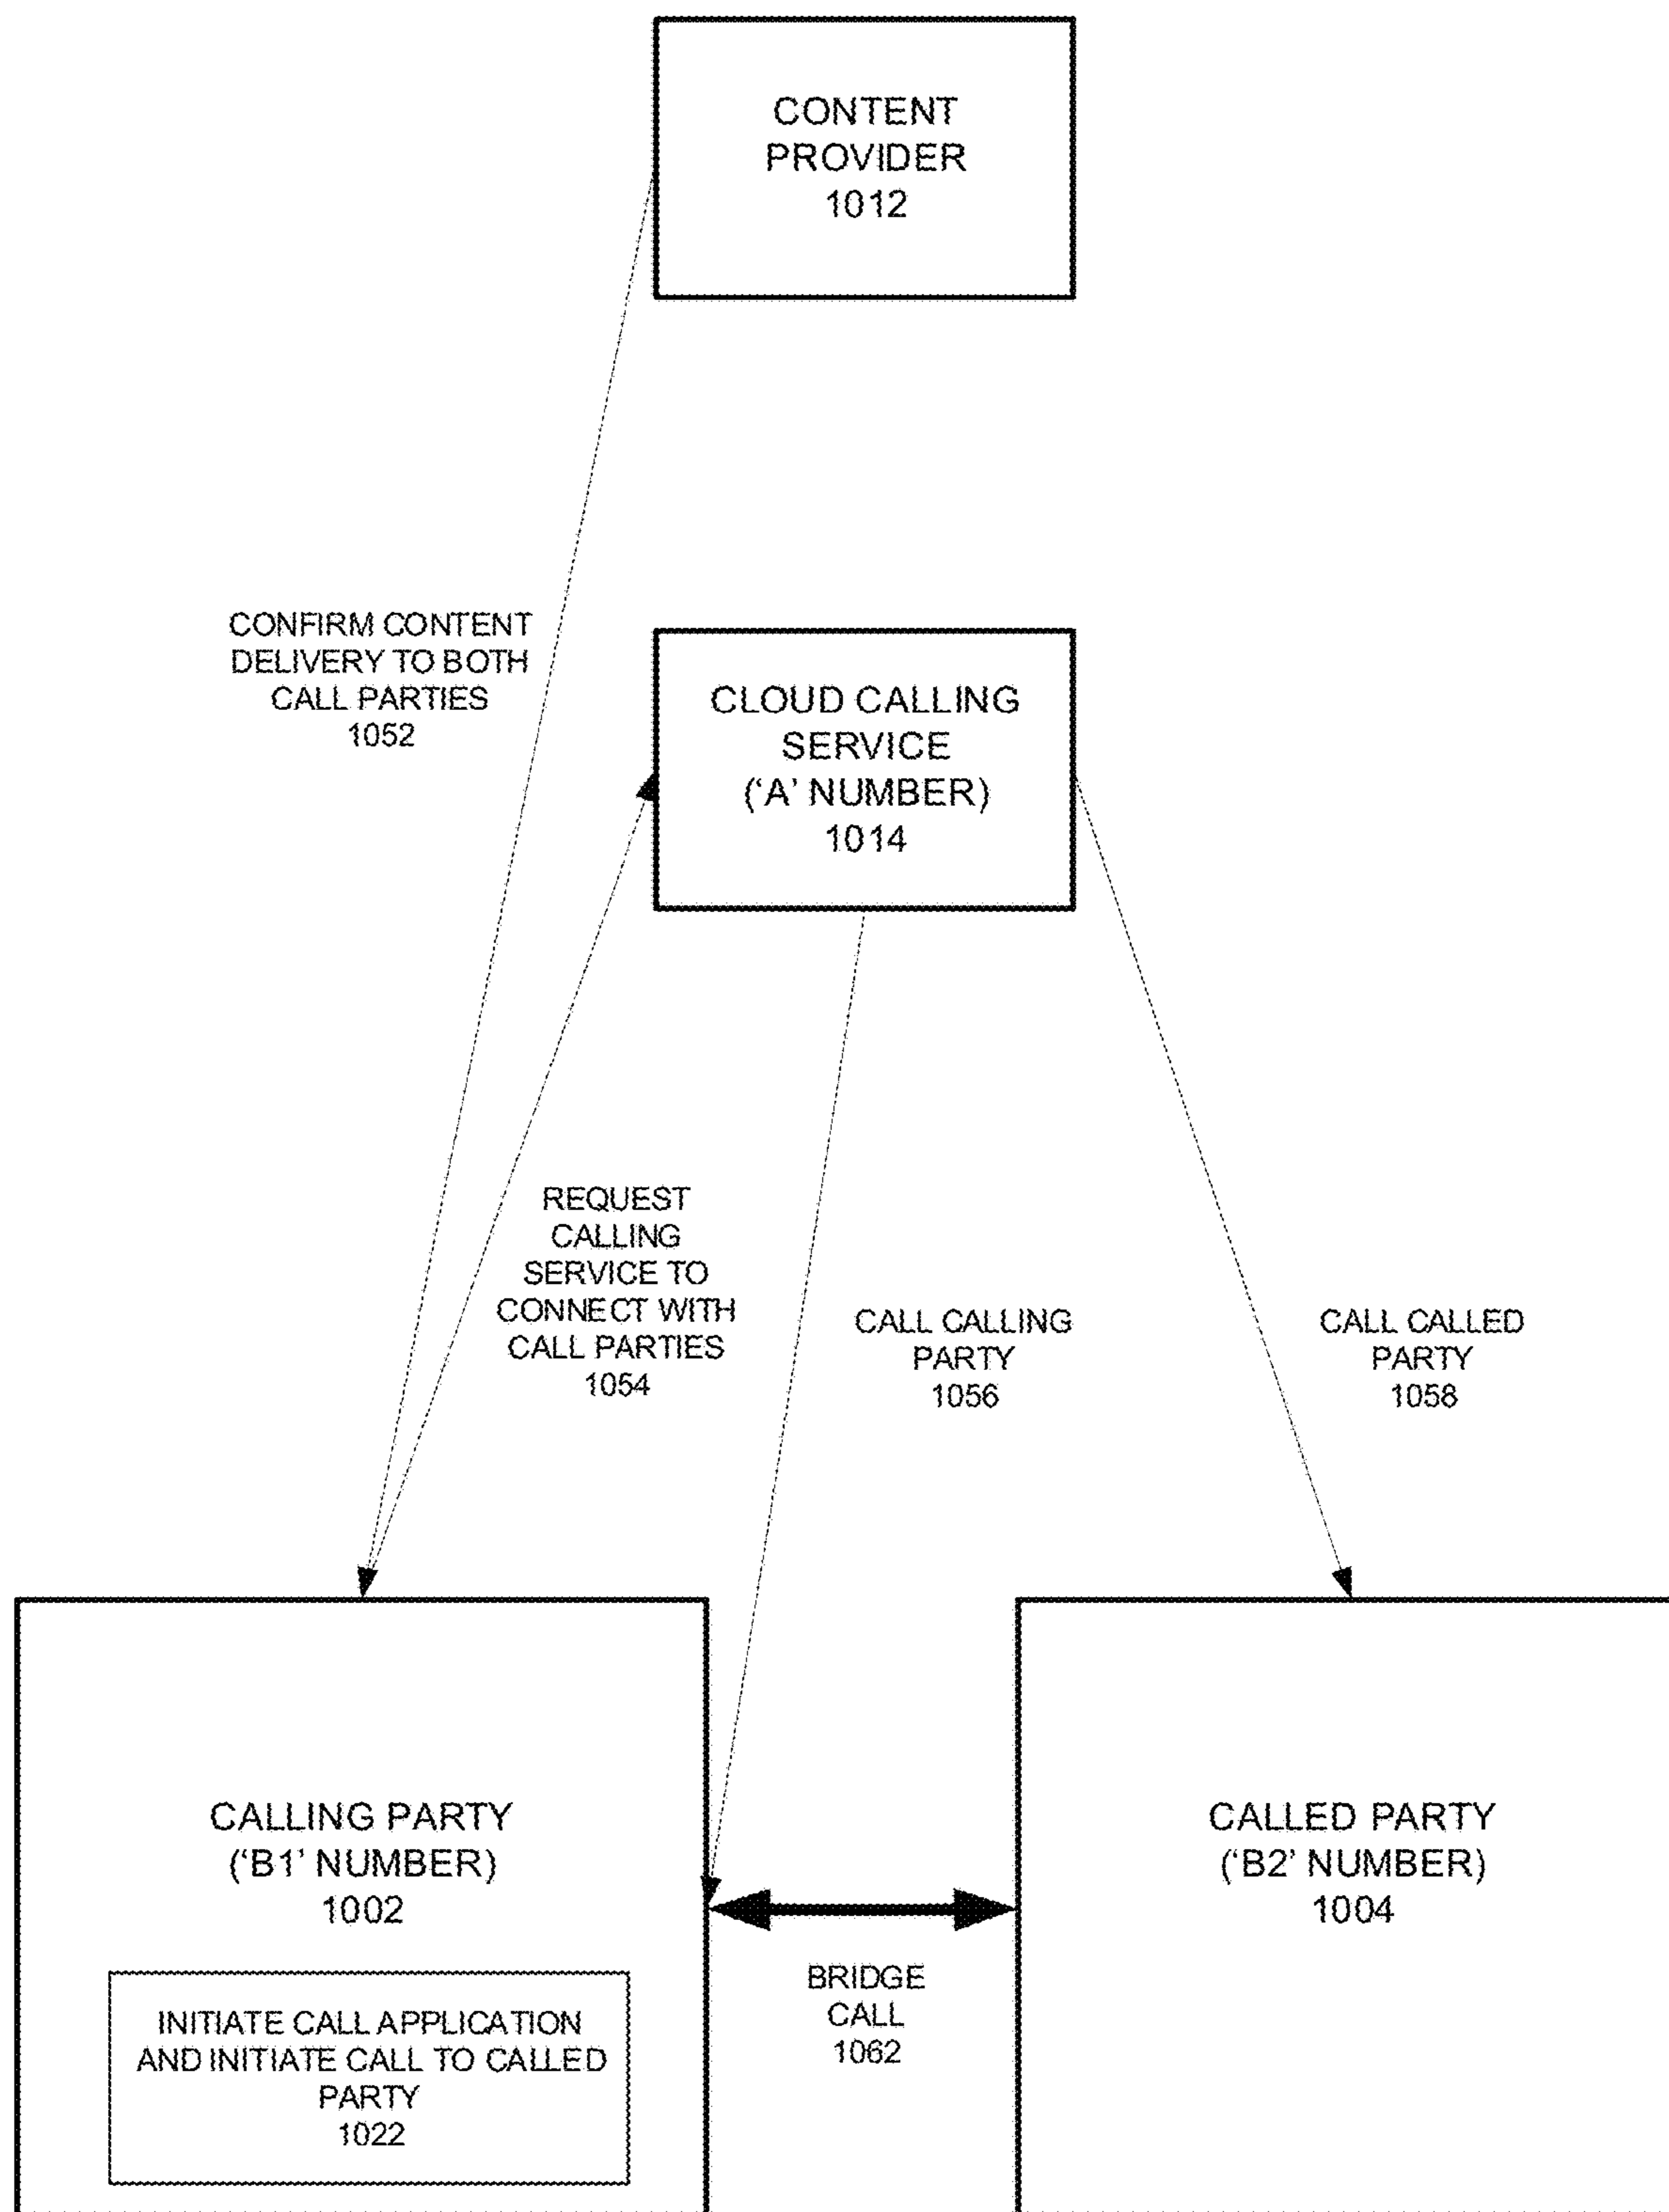 CONTENT
PROVIDER
1012
CONFIRM CONTENT
DELIVERY TO BOTH
CALL PARTIES
1052
CLOUD CALLING
SERVICE
(‘A’ NUMBER)
1014
REQUEST
CALLING
SERVICE TO
CONNECT WITH
CALL PARTIES
1054
CALL CALLING
PARTY
1056
CALL CALLED
PARTY
1058
CALLING PARTY
(‘B1’ NUMBER)
1002
INITIATE CALL APPLICATION
AND INITIATE CALL TO CALLED
PARTY
1022
BRIDGE
CALL
1062
CALLED PARTY
(‘B2’ NUMBER)
1004